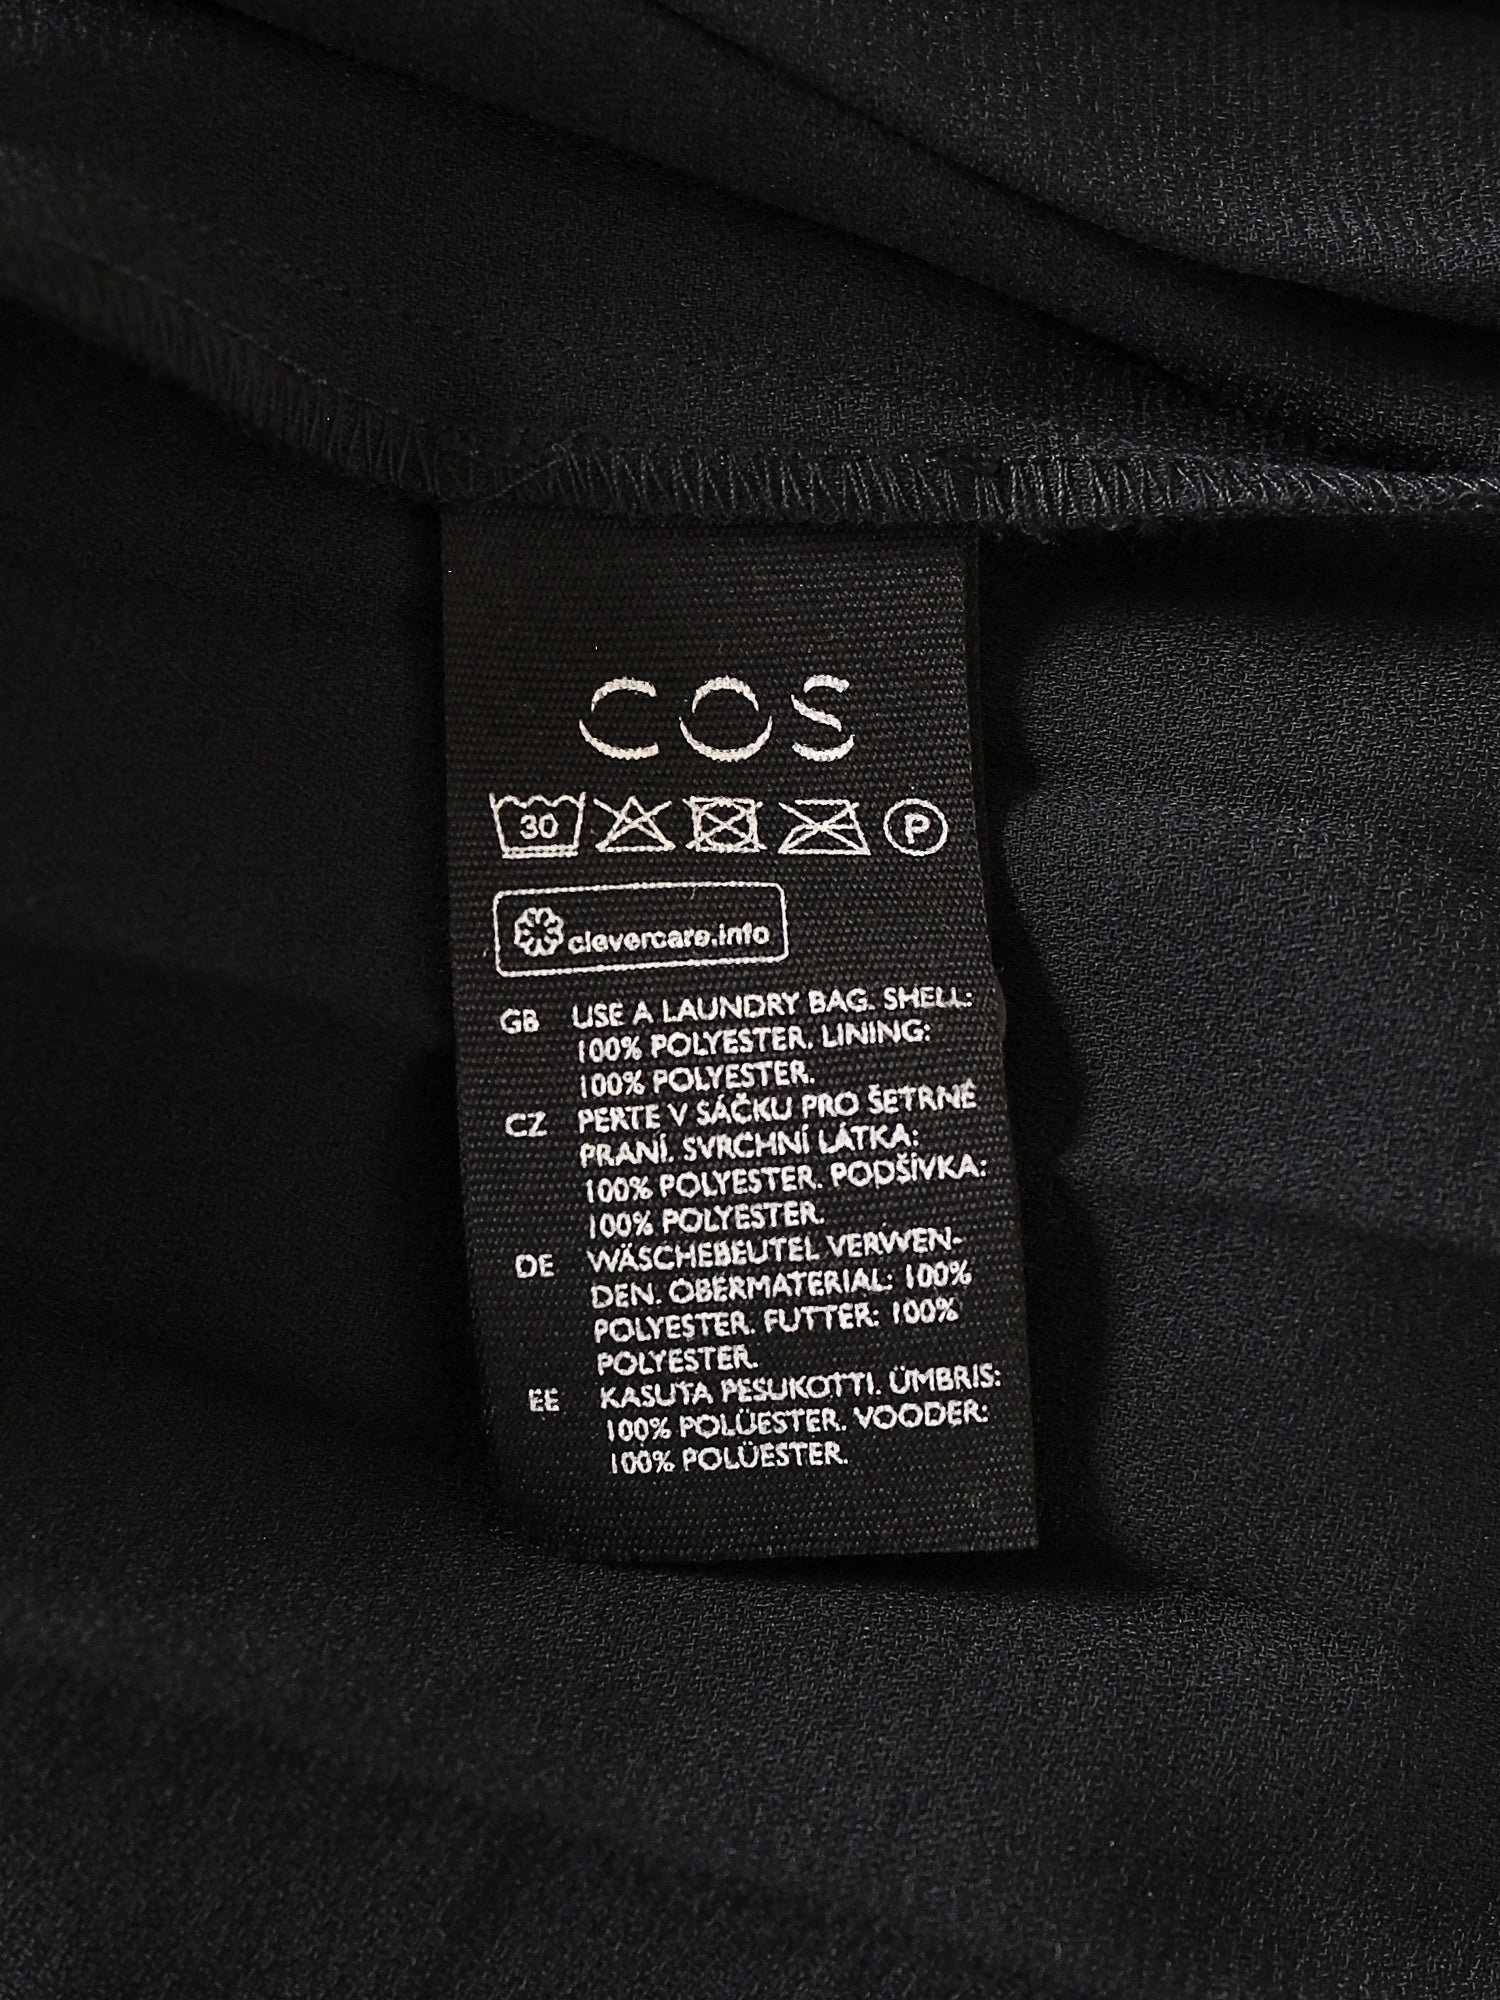 COS
30
P
clevercare.info
GB USE A LAUNDRY BAG. SHELL:
100% POLYESTER. LINING:
100% POLYESTER.
CZ PERTE V SÁČKU PRO ŠETRNÉ
PRANÍ. SVRCHNÍ LÁTKA:
100% POLYESTER. PODŠÍVKA:
100% POLYESTER.
DE WÄSCHEBEUTEL VERWEN-
DEN. OBERMATERIAL: 100%
POLYESTER. FUTTER: 100%
POLYESTER.
EE KASUTA PESUKOTTI. ÜMBRIS:
100% POLÜESTER. VOODER:
100% POLÜESTER.